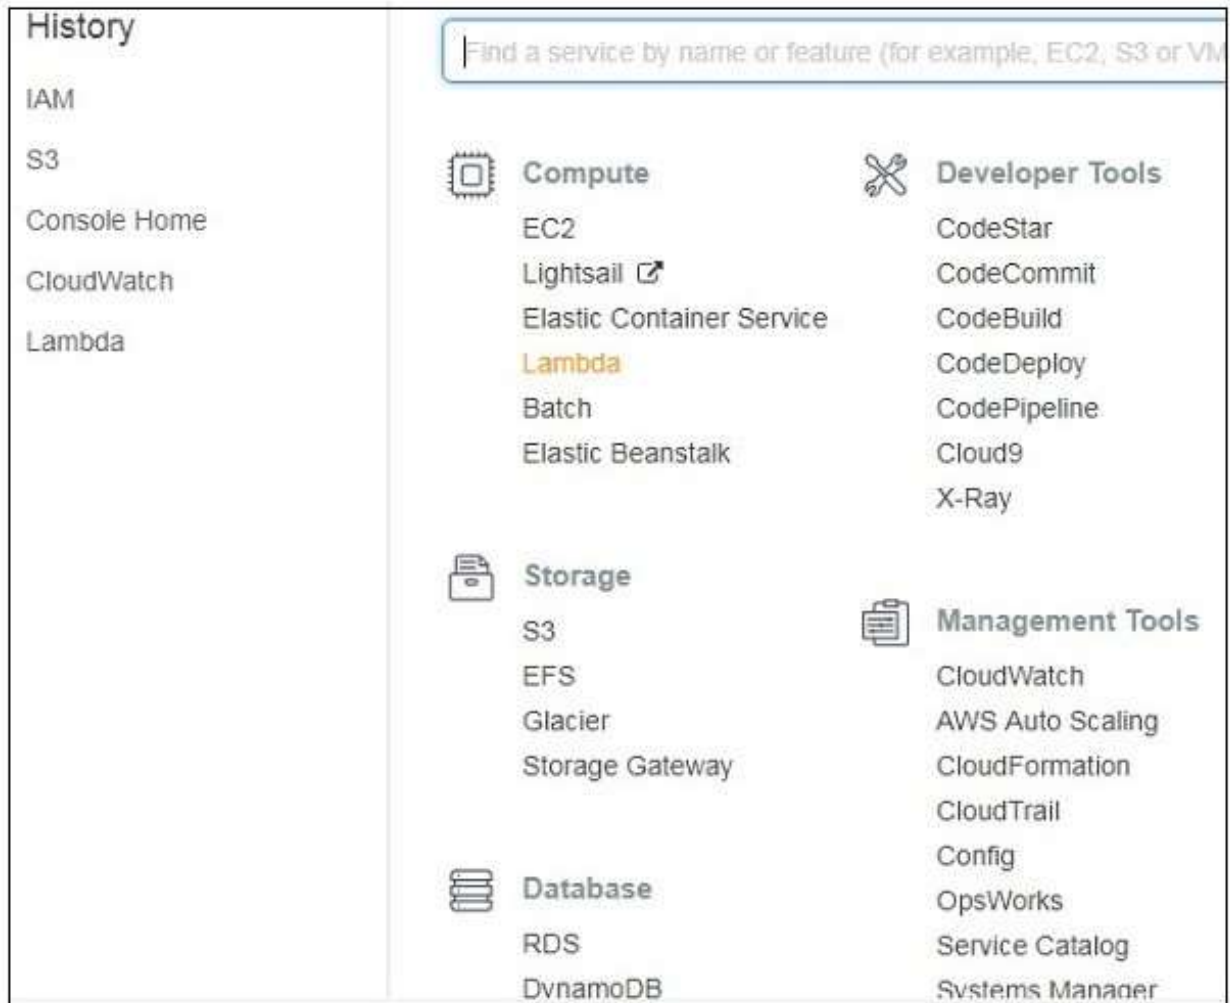 History
IAM
S3
Console Home
CloudWatch
Lambda
Find a service by name or feature (for example, EC2, S3 or VM
Compute
EC2
Lightsail
Elastic Container Service
Lambda
Batch
Elastic Beanstalk
Storage
S3
EFS
Glacier
Storage Gateway
Database
RDS
DynamoDB
Developer Tools
CodeStar
CodeCommit
CodeBuild
CodeDeploy
CodePipeline
Cloud9
X-Ray
Management Tools
CloudWatch
AWS Auto Scaling
CloudFormation
CloudTrail
Config
OpsWorks
Service Catalog
Systems Manager